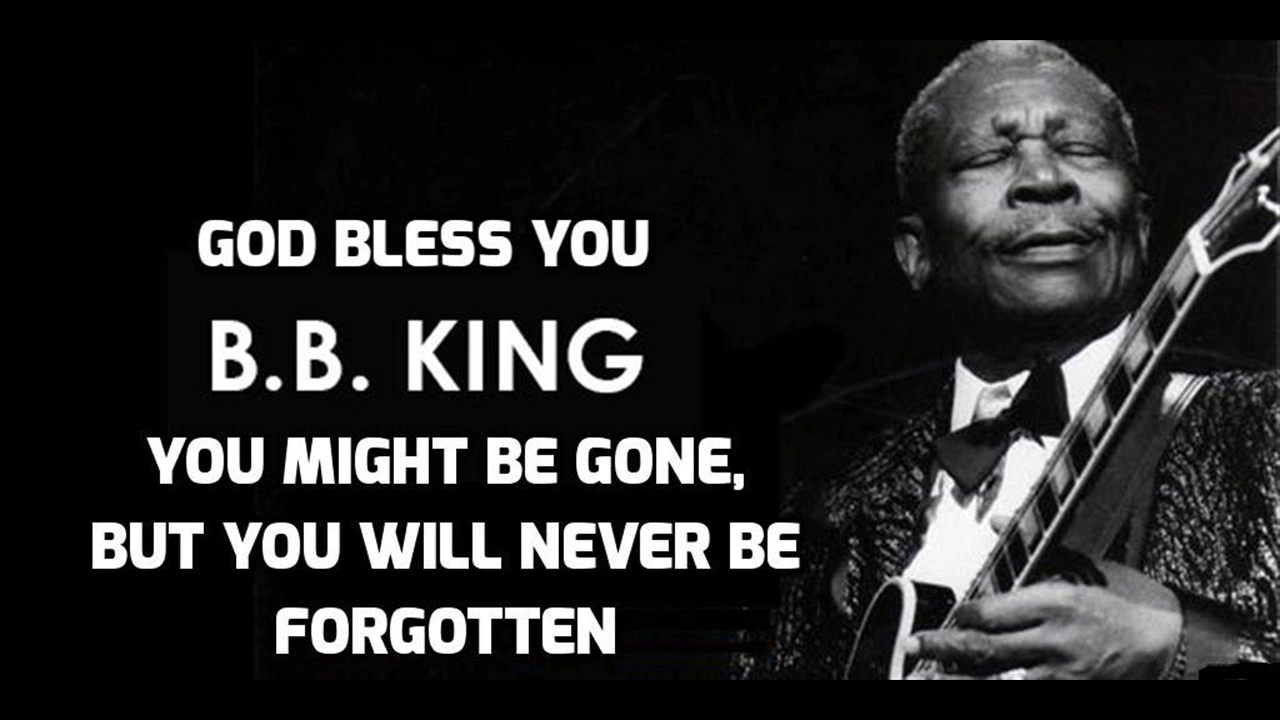 GOD BLESS YOU
B.B. KING
YOU MIGHT BE GONE,
BUT YOU WILL NEVER BE
FORGOTTEN